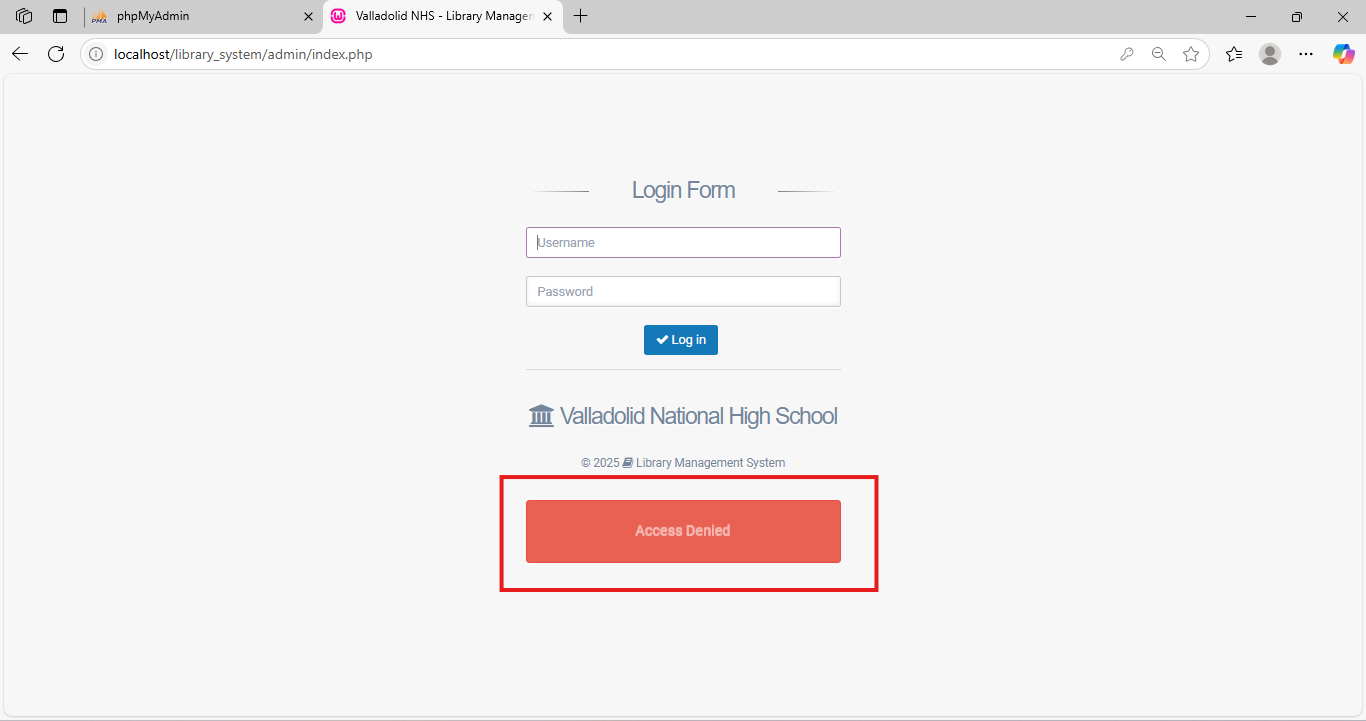 phpMyAdmin
Valladolid NHS - Library Manager
localhost/library_system/admin/index.php
Login Form
Username
Password
Log in
Valladolid National High School
© 2025 Library Management System
Access Denied